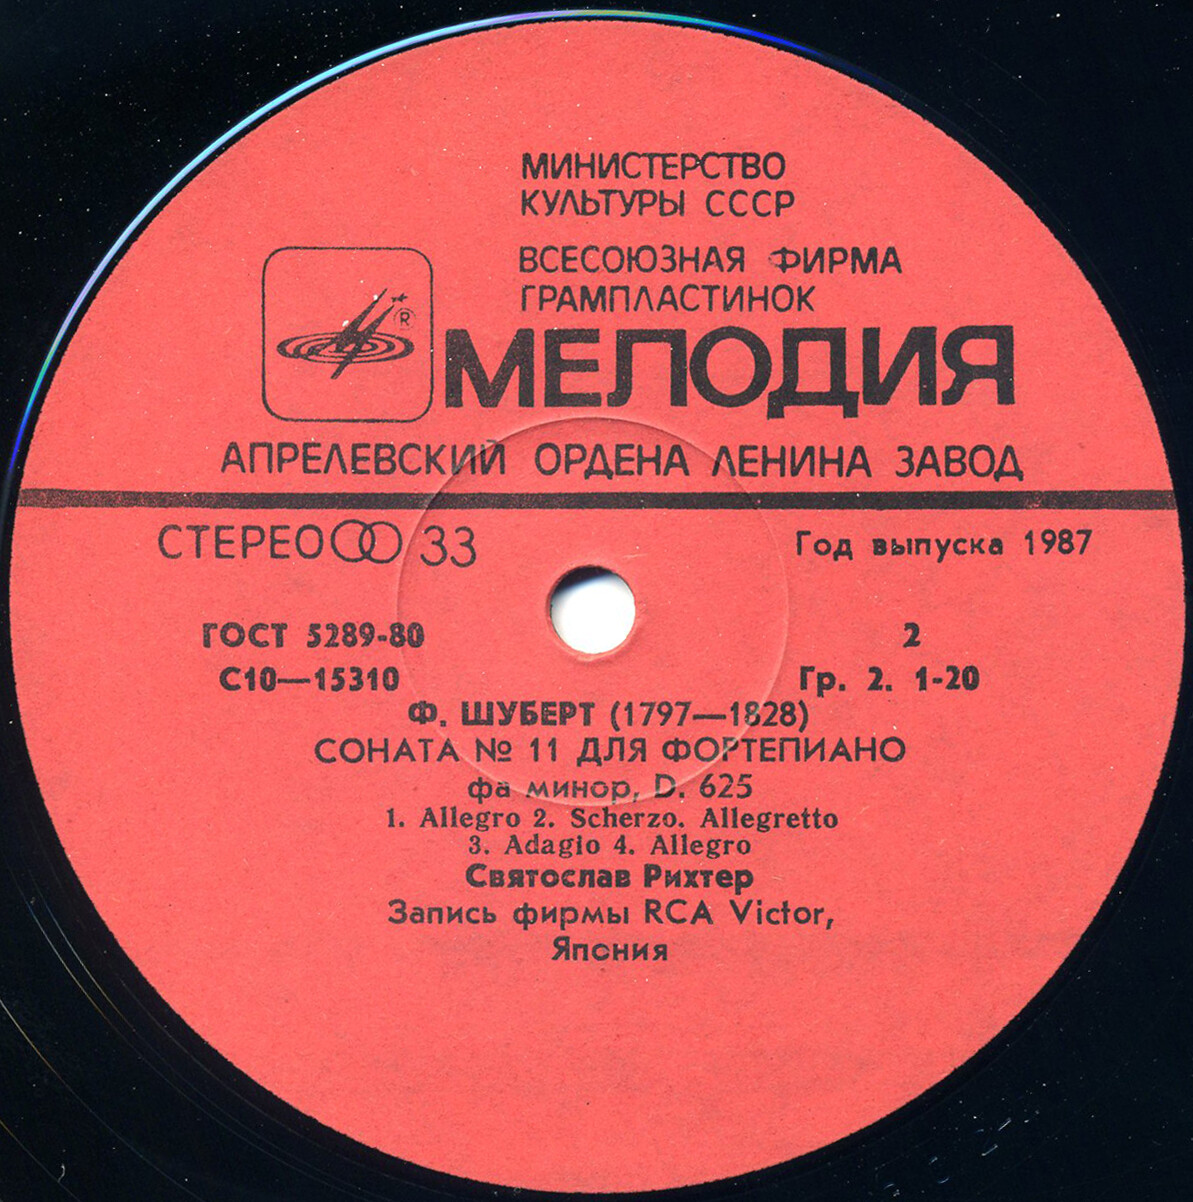 МИНИСТЕРСТВО
КУЛЬТУРЫ СССР
ВСЕСОЮЗНАЯ ФИРМА
ГРАМПЛАСТИНОК
®
МЕЛОДИЯ
АПРЕЛЕВСКИЙ ОРДЕНА ЛЕНИНА ЗАВОД
СТЕРЕО 33
Год выпуска 1987
ГОСТ 5289-80
2
С10—15310
Гр. 2. 1-20
Ф. ШУБЕРТ (1797—1828)
СОНАТА № 11 ДЛЯ ФОРТЕПИАНО
фа минор, D. 625
1. Allegro 2. Scherzo. Allegretto
3. Adagio 4. Allegro
Святослав Рихтер
Запись фирмы RCA Victor,
Япония